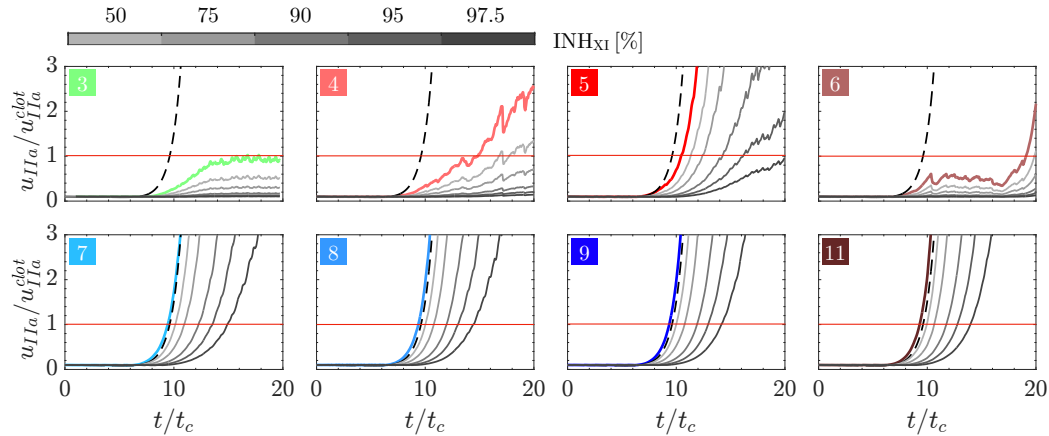 50 75 90 95 97.5
INH_XI [%]
3 4 5 6
3
2
1
0
u_IIa/u_IIa^clot
7 8 9 11
3
2
1
0
u_IIa/u_IIa^clot
0 10 20 0 10 20 0 10 20 0 10 20
t/t_c t/t_c t/t_c t/t_c